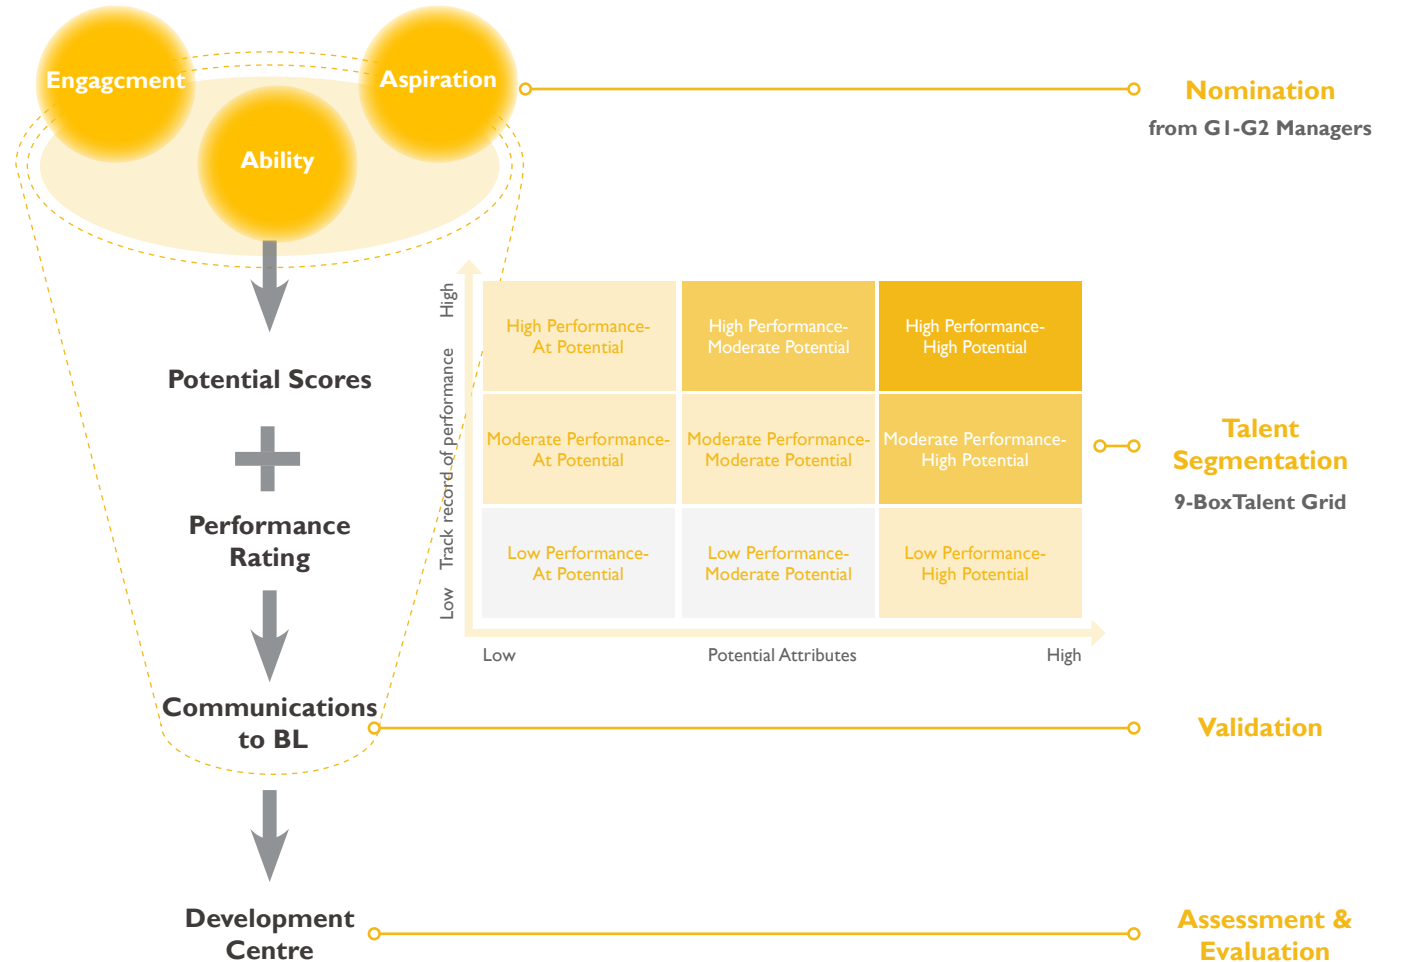 Engagcment
Aspiration
Ability
Nomination
from G1-G2 Managers
Potential Scores
Performance
Rating
Communications
to BL
Development
Centre
High
Track record of performance
Low
High Performance-
At Potential
High Performance-
Moderate Potential
High Performance-
High Potential
Moderate Performance-
At Potential
Moderate Performance-
Moderate Potential
Moderate Performance-
High Potential
Low Performance-
At Potential
Low Performance-
Moderate Potential
Low Performance-
High Potential
Low
Potential Attributes
High
Talent
Segmentation
9-BoxTalent Grid
Validation
Assessment &
Evaluation